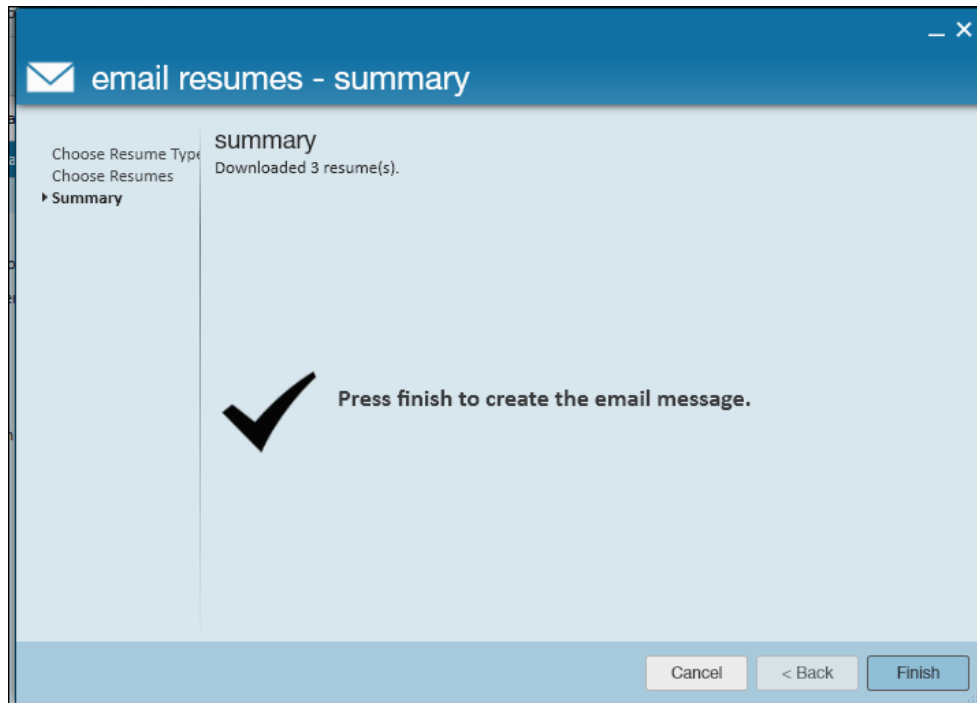 email resumes - summary
Choose Resume Type
Choose Resumes
Summary
summary
Downloaded 3 resume(s).
Press finish to create the email message.
Cancel
< Back
Finish